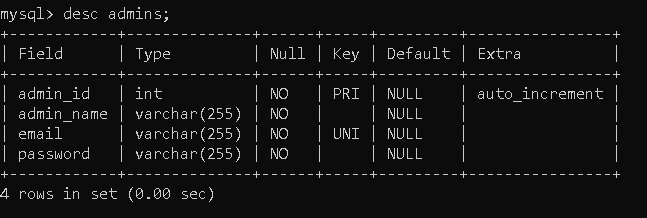 mysql> desc admins;
+------------+--------------+------+-----+---------+----------------+
| Field      | Type         | Null | Key | Default | Extra          |
+------------+--------------+------+-----+---------+----------------+
| admin_id   | int          | NO   | PRI | NULL    | auto_increment |
| admin_name | varchar(255) | NO   |     | NULL    |                |
| email      | varchar(255) | NO   | UNI | NULL    |                |
| password   | varchar(255) | NO   |     | NULL    |                |
+------------+--------------+------+-----+---------+----------------+
4 rows in set (0.00 sec)